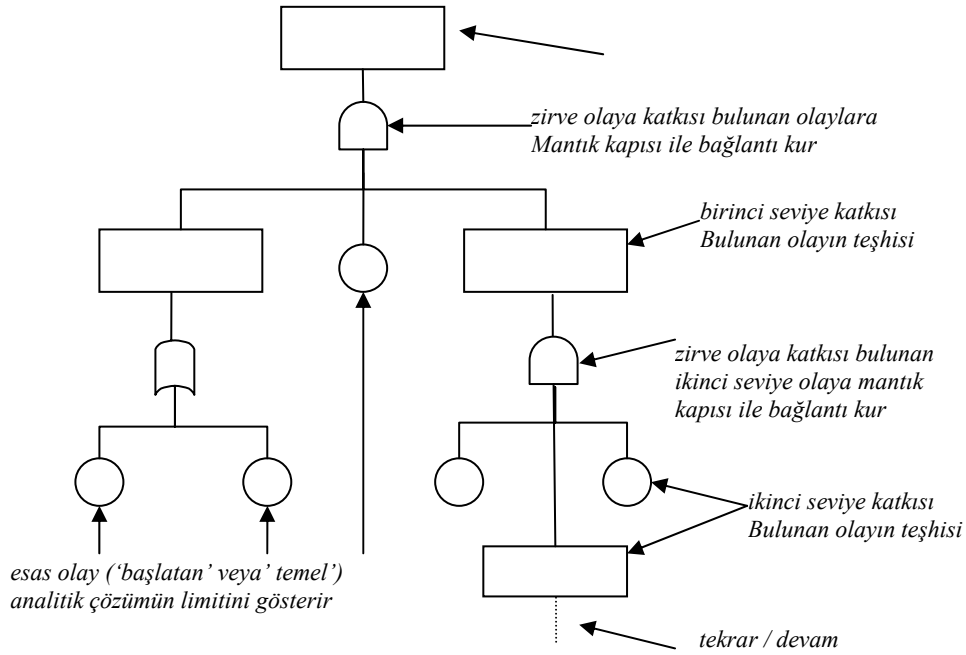 zirve olaya katkısı bulunan olaylara
Mantık kapısı ile bağlantı kur
birinci seviye katkısı
Bulunan olayın teşhisi
zirve olaya katkısı bulunan
ikinci seviye olaya mantık
kapısı ile bağlantı kur
ikinci seviye katkısı
Bulunan olayın teşhisi
esas olay (‘başlatan’ veya’ temel’)
analitik çözümün limitini gösterir
tekrar / devam